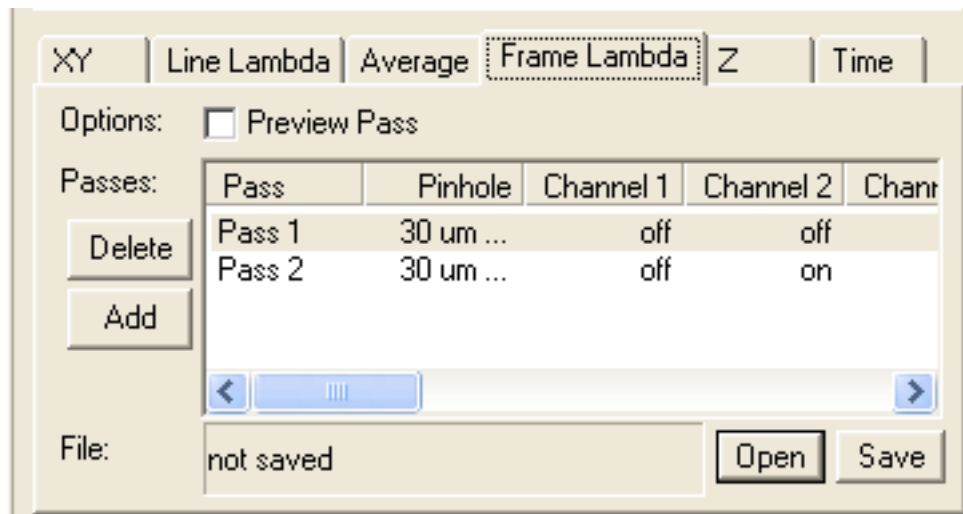 XY Line Lambda Average Frame Lambda Z Time
Options: Preview Pass
Passes: Pass Pinhole Channel 1 Channel 2 Chann
Delete Pass 1 30 um ... off off
Pass 2 30 um ... off on
Add
File: not saved Open Save